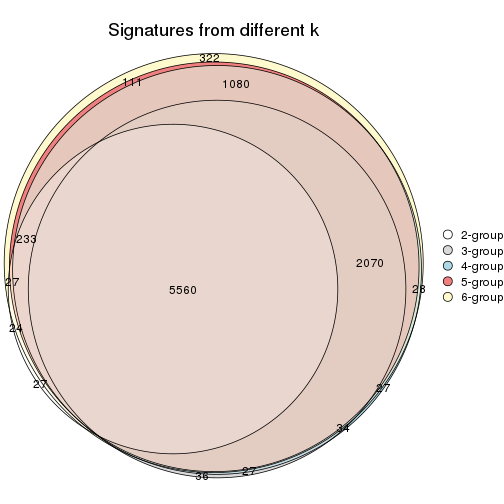 Signatures from different k
322
111
1080
233
2070
27
5560
28
24
27
27
34
36
27
2-group
3-group
4-group
5-group
6-group